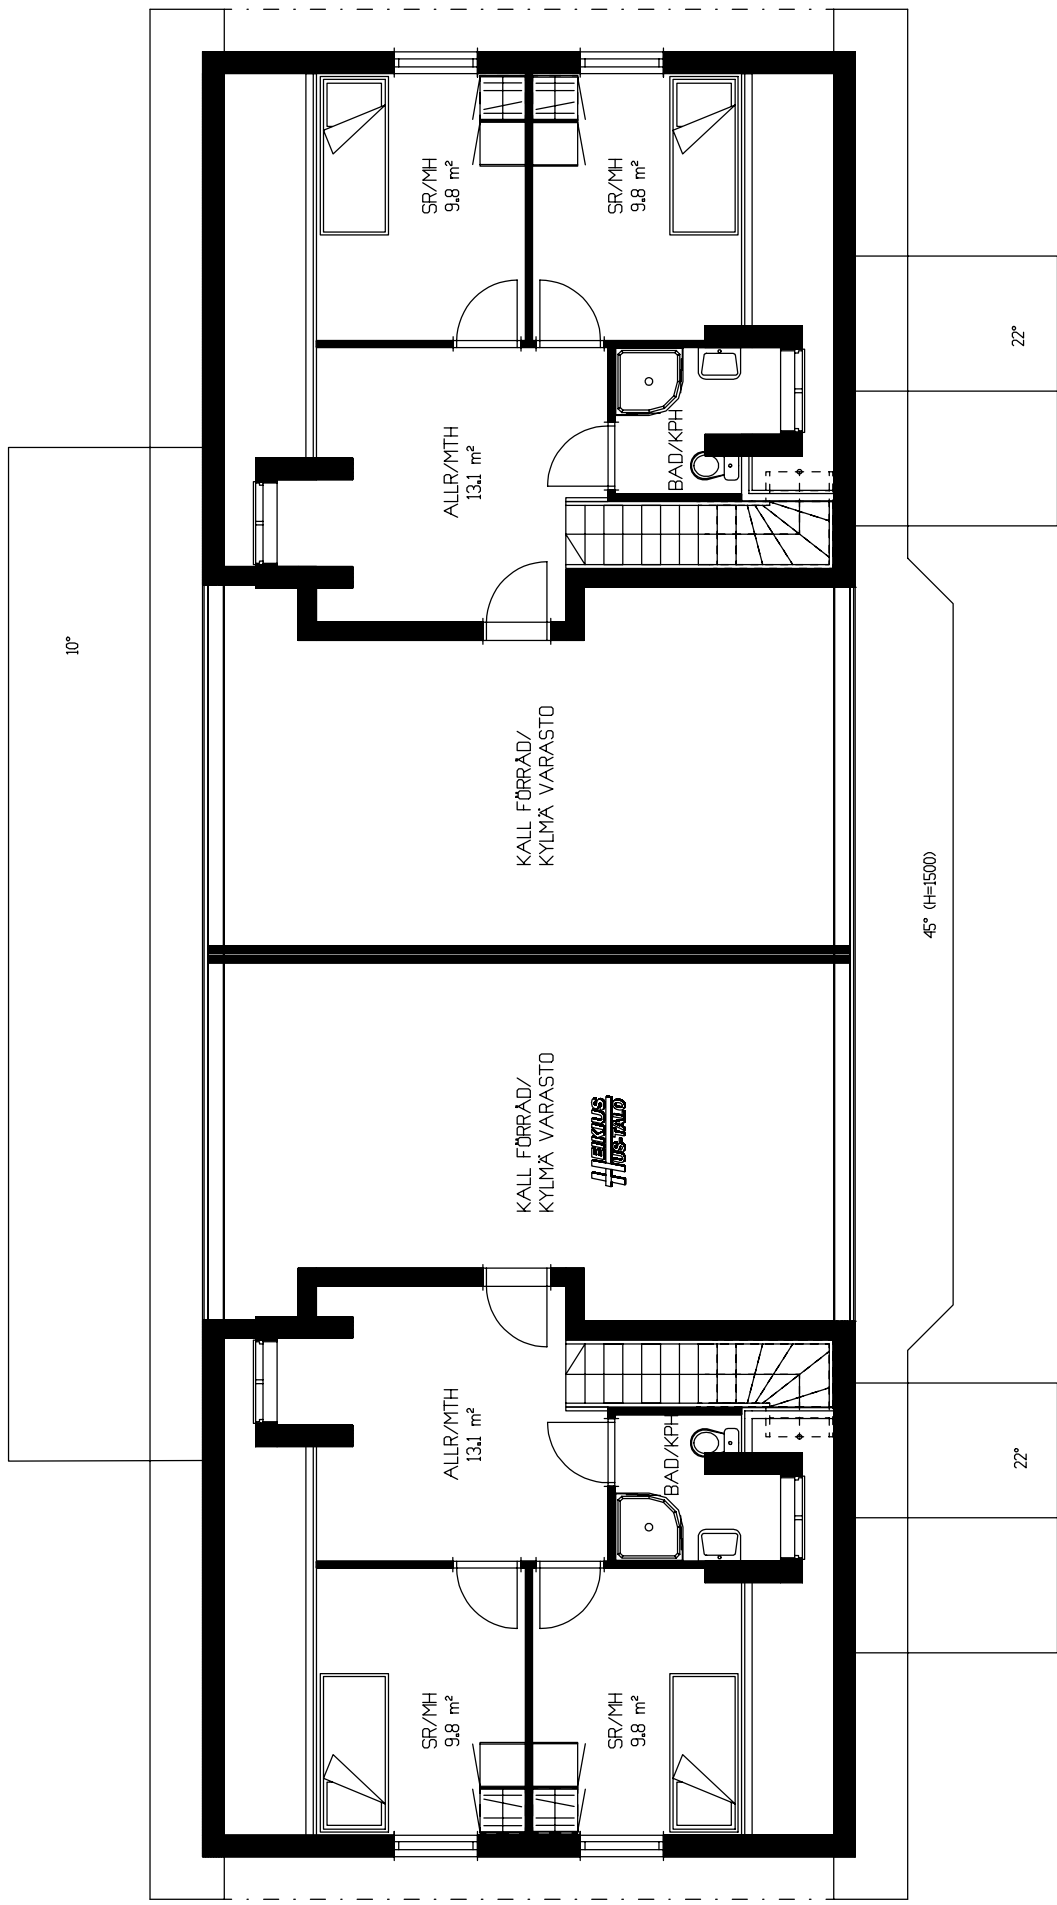 SR/MH
9.8 m²
SR/MH
9.8 m²
22°
ALLR/MTH
13.1 m²
BAD/KPH
10°
KALL FÖRRÅD/
KYLMÄ VARASTO
45° (H=1500)
KALL FÖRRÅD/
KYLMÄ VARASTO
HEIKIUS
HUS-TALO
ALLR/MTH
13.1 m²
BAD/KPH
22°
SR/MH
9.8 m²
SR/MH
9.8 m²